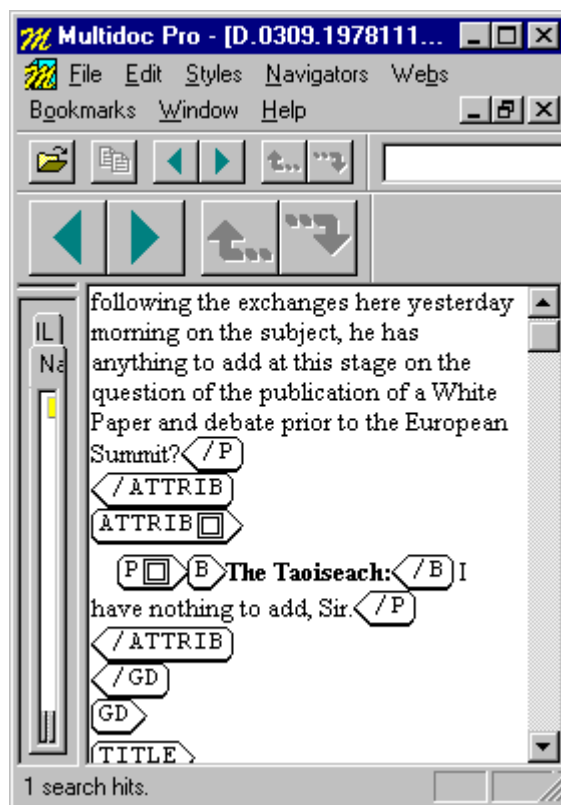 Multidoc Pro - [D.0309.1978111...
File Edit Styles Navigators Webs
Bookmarks Window Help
IL
Na
following the exchanges here yesterday
morning on the subject, he has
anything to add at this stage on the
question of the publication of a White
Paper and debate prior to the European
Summit? /P
/ATTRIB
ATTRIB
P B The Taoiseach: /B I
have nothing to add, Sir. /P
/ATTRIB
/GD
GD
TITLE
1 search hits.